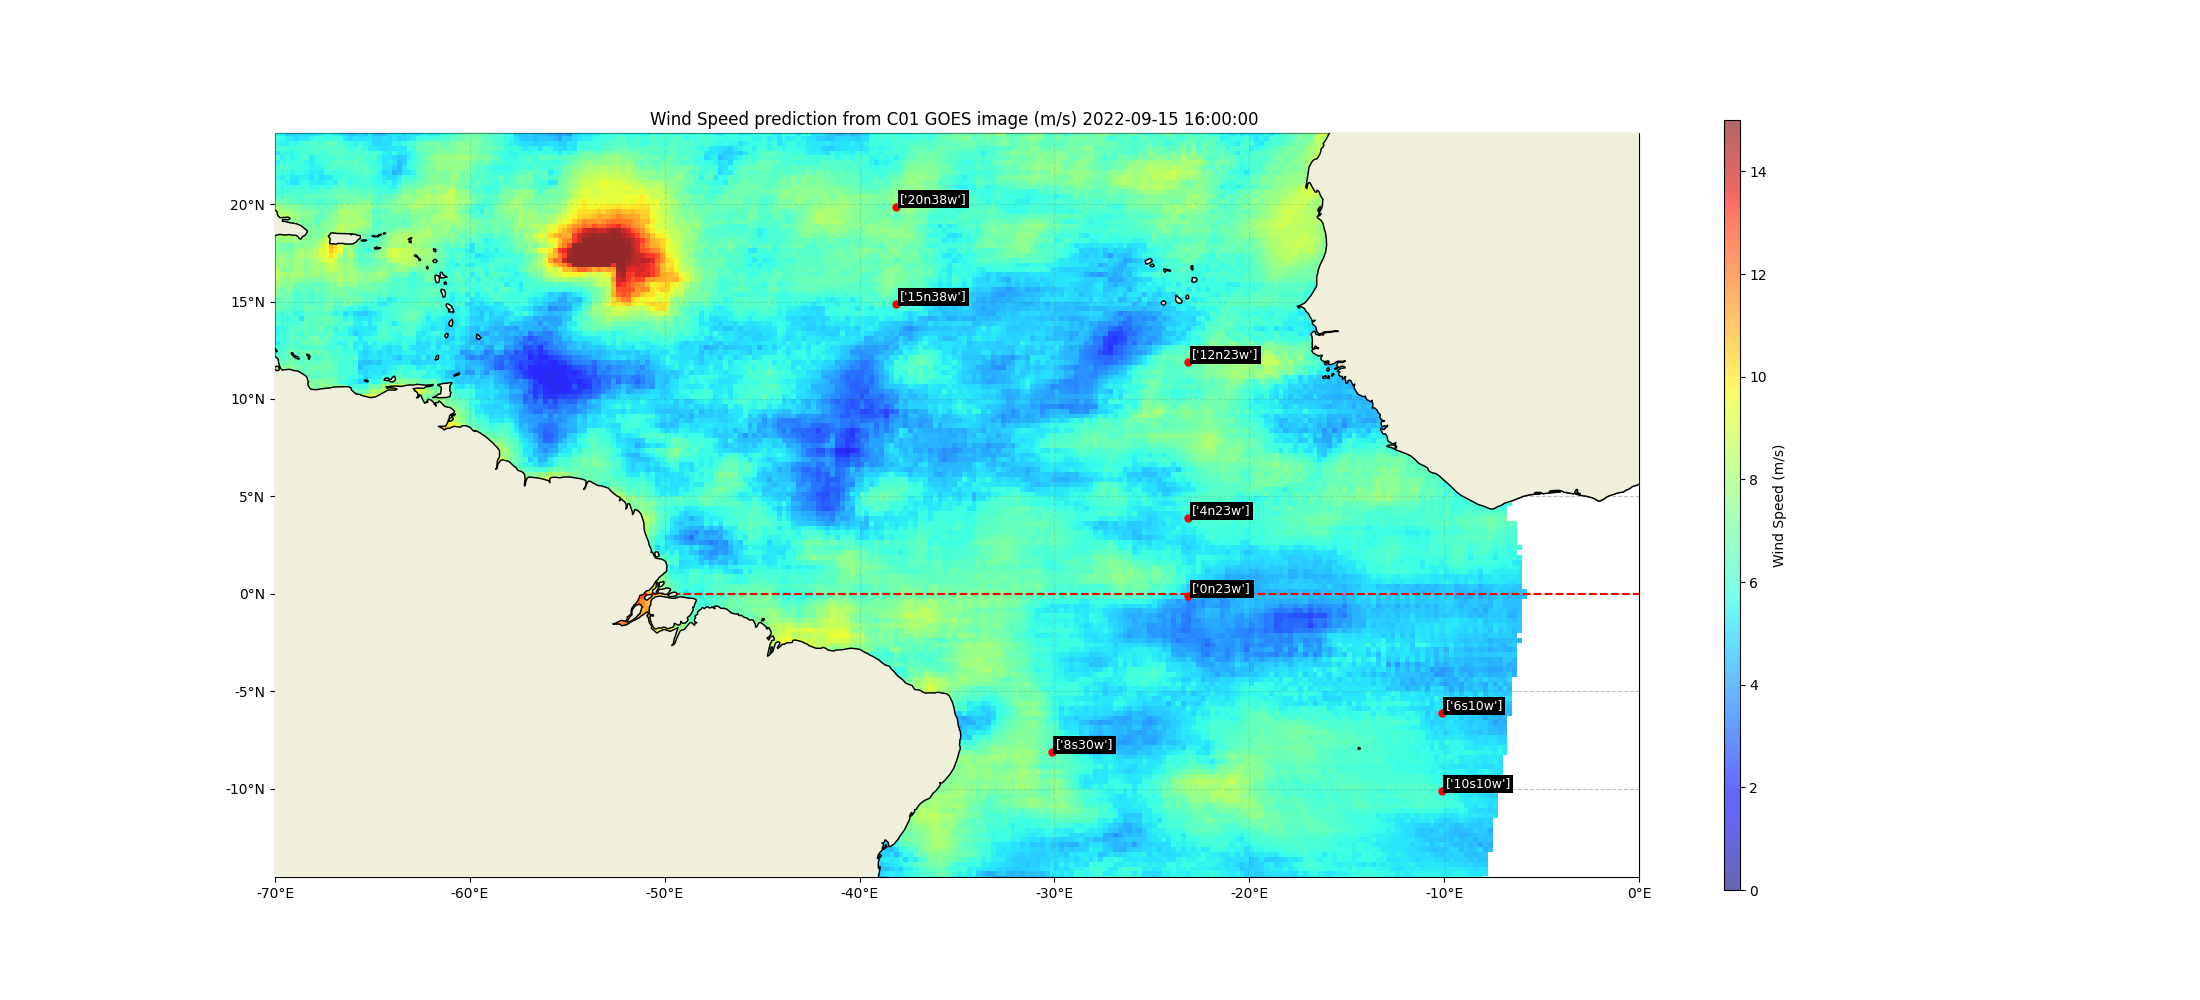 Wind Speed prediction from C01 GOES image (m/s) 2022-09-15 16:00:00
20°N
15°N
10°N
5°N
0°N
-5°N
-10°N
-70°E
-60°E
-50°E
-40°E
-30°E
-20°E
-10°E
0°E
['20n38w']
['15n38w']
['12n23w']
['4n23w']
['0n23w']
['6s10w']
['8s30w']
['10s10w']
14
12
10
8
6
4
2
0
Wind Speed (m/s)